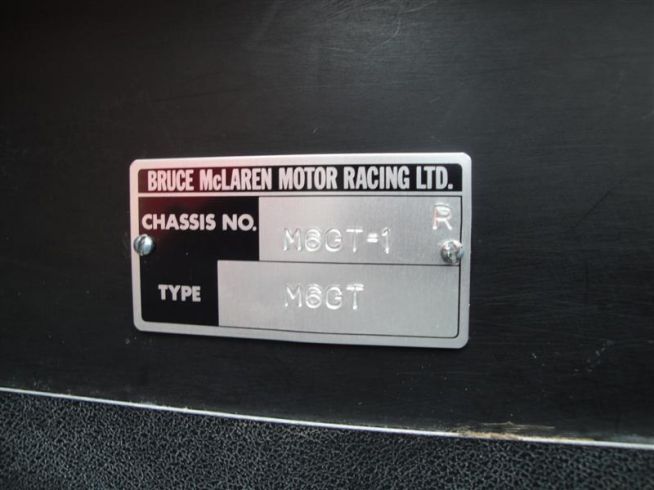 BRUCE McLAREN MOTOR RACING LTD.
CHASSIS NO. M6GT-1 R
TYPE M6GT